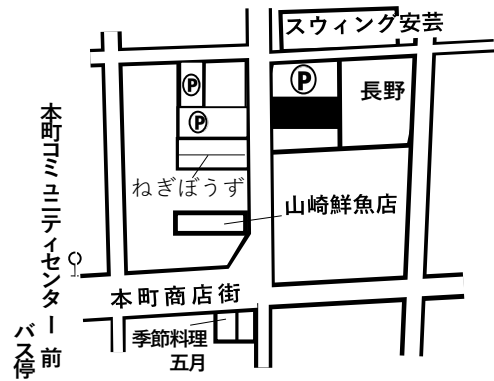 スウィング安芸
P
P
P
長野
本町コミュニティセンター前
バス停
ねぎぼうず
山崎鮮魚店
本町商店街
季節料理
五月